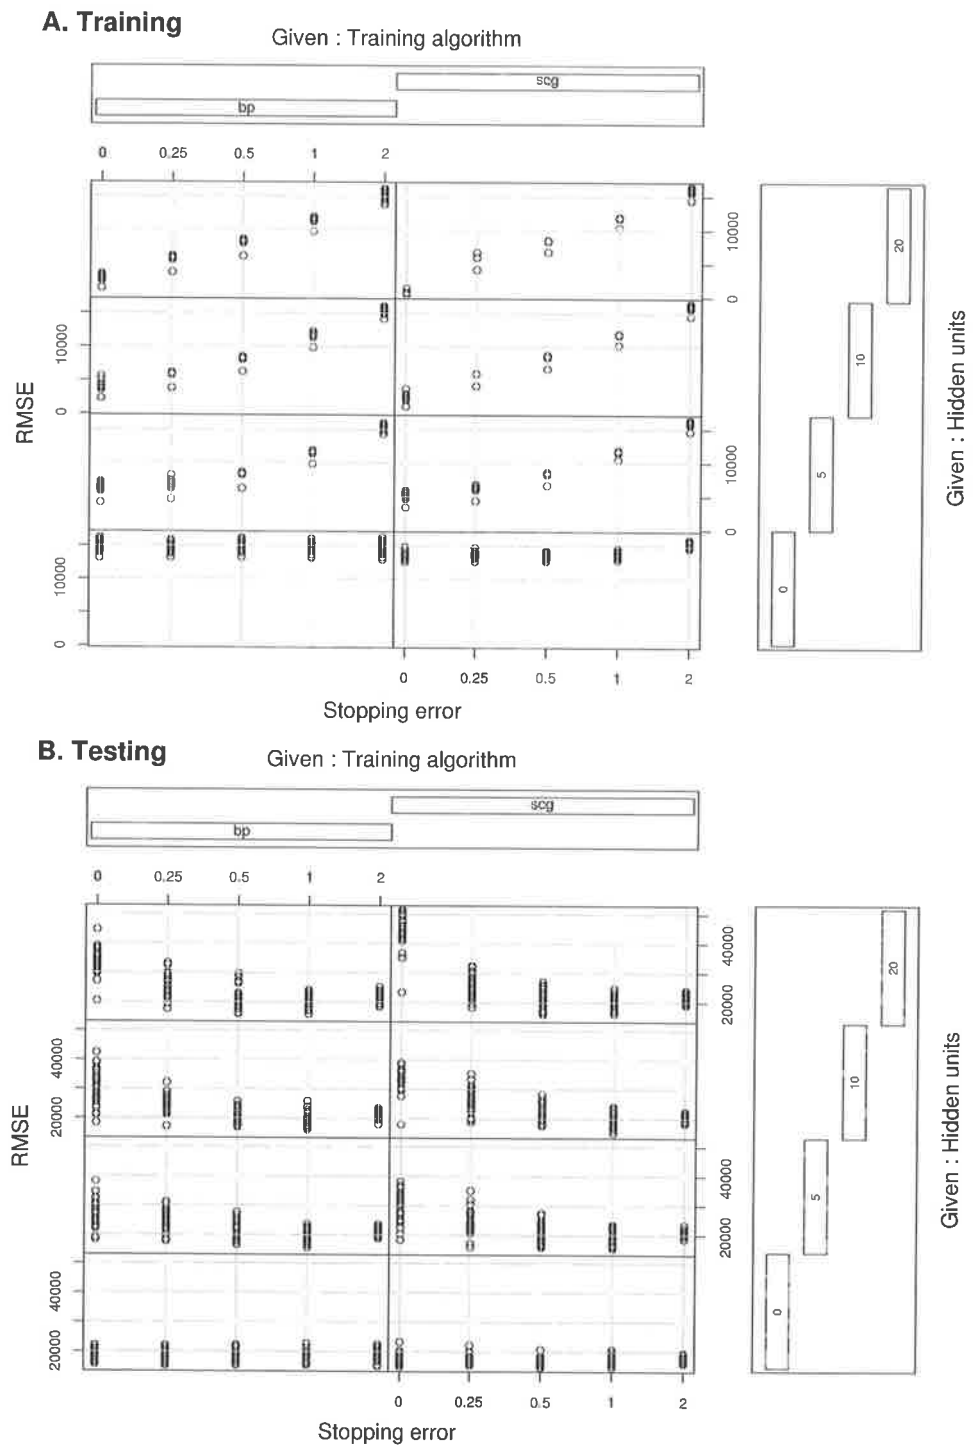 A. Training
Given : Training algorithm
scg
bp
0 0.25 0.5 1 2
20
10
5
0
Given : Hidden units
RMSE
0 10000
0 10000
0 10000
0 10000
0 0.25 0.5 1 2
Stopping error
B. Testing
Given : Training algorithm
scg
bp
0 0.25 0.5 1 2
20
10
5
0
Given : Hidden units
RMSE
20000 40000
20000 40000
20000 40000
20000 40000
0 0.25 0.5 1 2
Stopping error